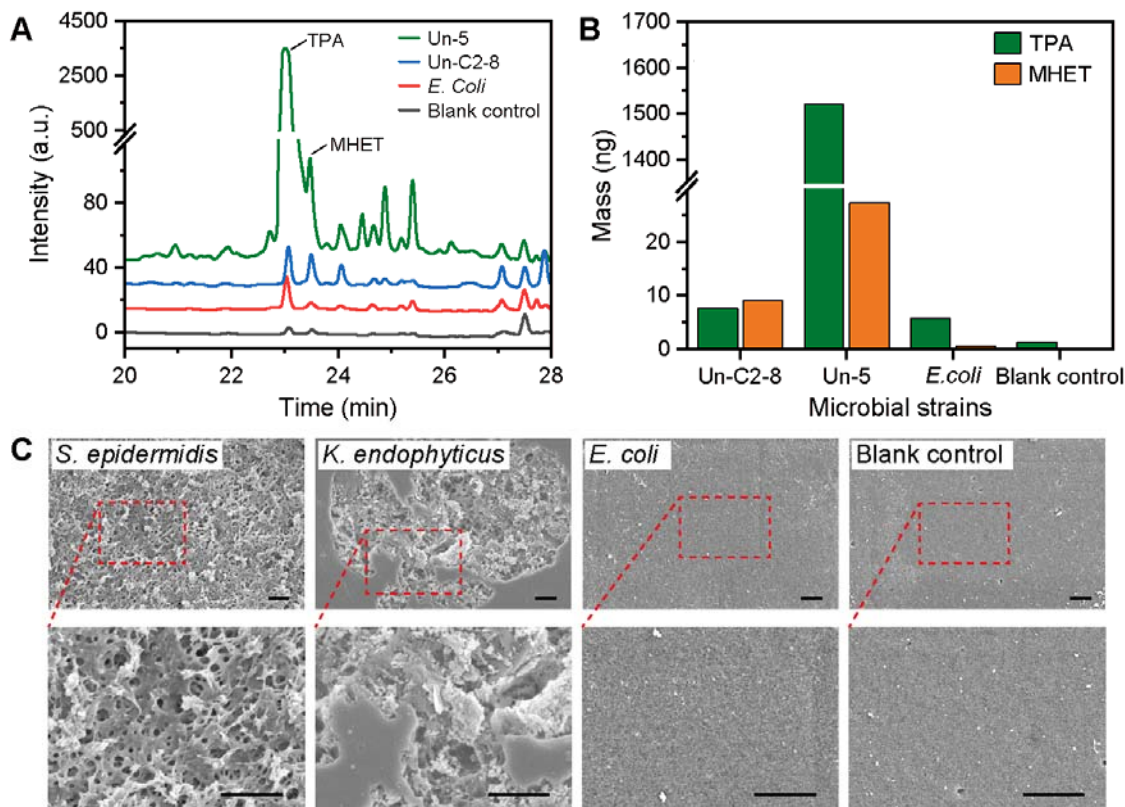 A
4500
2500
500
80
40
0
Intensity (a.u.)
TPA
MHET
Un-5
Un-C2-8
E. Coli
Blank control
20 22 24 26 28
Time (min)
B
1700
1600
1500
1400
20
10
0
Mass (ng)
TPA
MHET
Un-C2-8 Un-5 E.coli Blank control
Microbial strains
C
S. epidermidis K. endophyticus E. coli Blank control